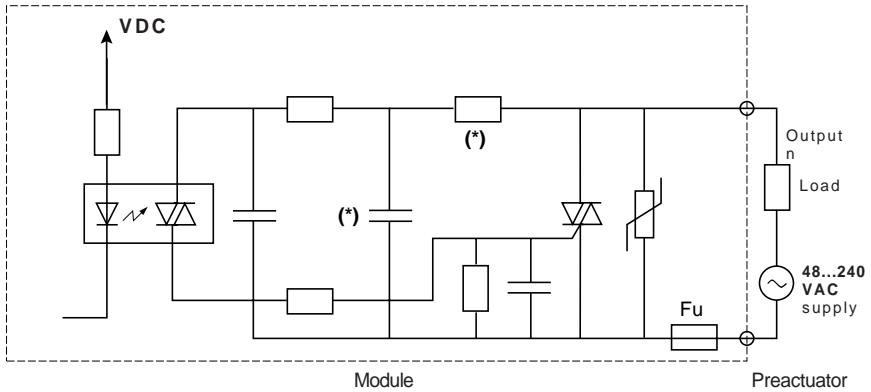 VDC
(*)
Output
n
Load
(*)
48...240
VAC
supply
Fu
Module
Preactuator